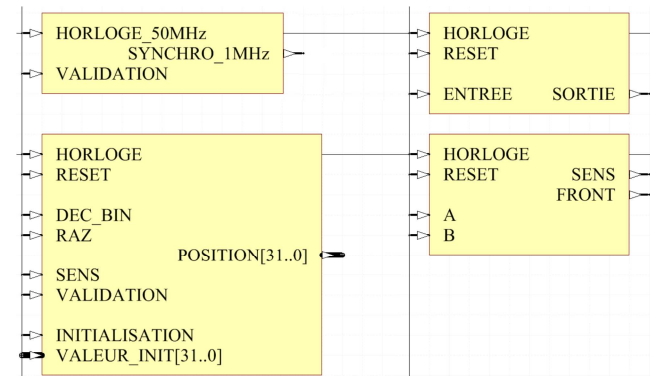 HORLOGE_50MHz
SYNCHRO_1MHz
VALIDATION
HORLOGE
RESET
ENTREE SORTIE
HORLOGE
RESET
DEC_BIN
RAZ
POSITION[31..0]
SENS
VALIDATION
INITIALISATION
VALEUR_INIT[31..0]
HORLOGE
RESET SENS
FRONT
A
B